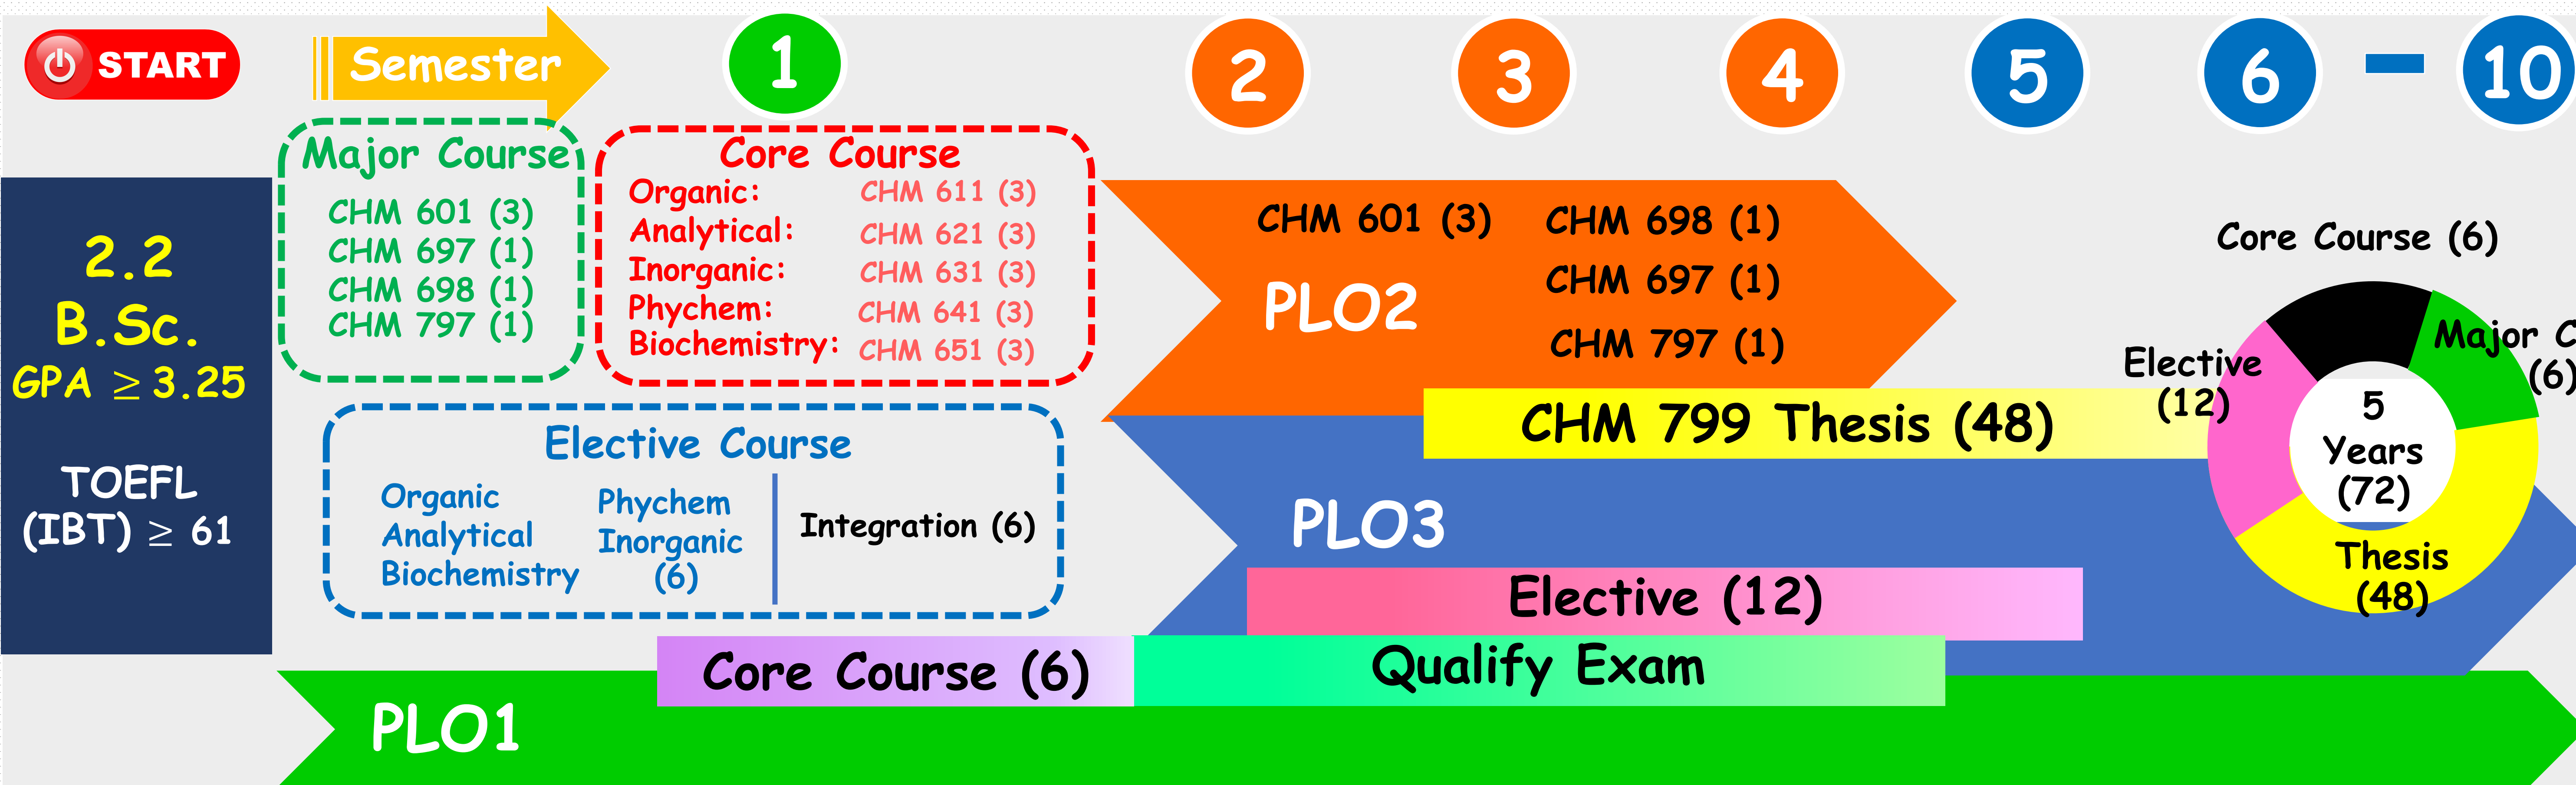 START
Semester
1
2
3
4
5
6
10
2.2
B.Sc.
GPA ≥ 3.25
TOEFL
(IBT) ≥ 61
Major Course
CHM 601 (3)
CHM 697 (1)
CHM 698 (1)
CHM 797 (1)
Core Course
Organic: CHM 611 (3)
Analytical: CHM 621 (3)
Inorganic: CHM 631 (3)
Phychem: CHM 641 (3)
Biochemistry: CHM 651 (3)
Elective Course
Organic
Analytical
Biochemistry
Phychem
Inorganic
(6)
Integration (6)
CHM 601 (3)
CHM 698 (1)
CHM 697 (1)
CHM 797 (1)
PLO2
CHM 799 Thesis (48)
PLO3
Elective (12)
Core Course (6)
Qualify Exam
PLO1
Core Course (6)
Major C
(6)
Elective
(12)
5
Years
(72)
Thesis
(48)